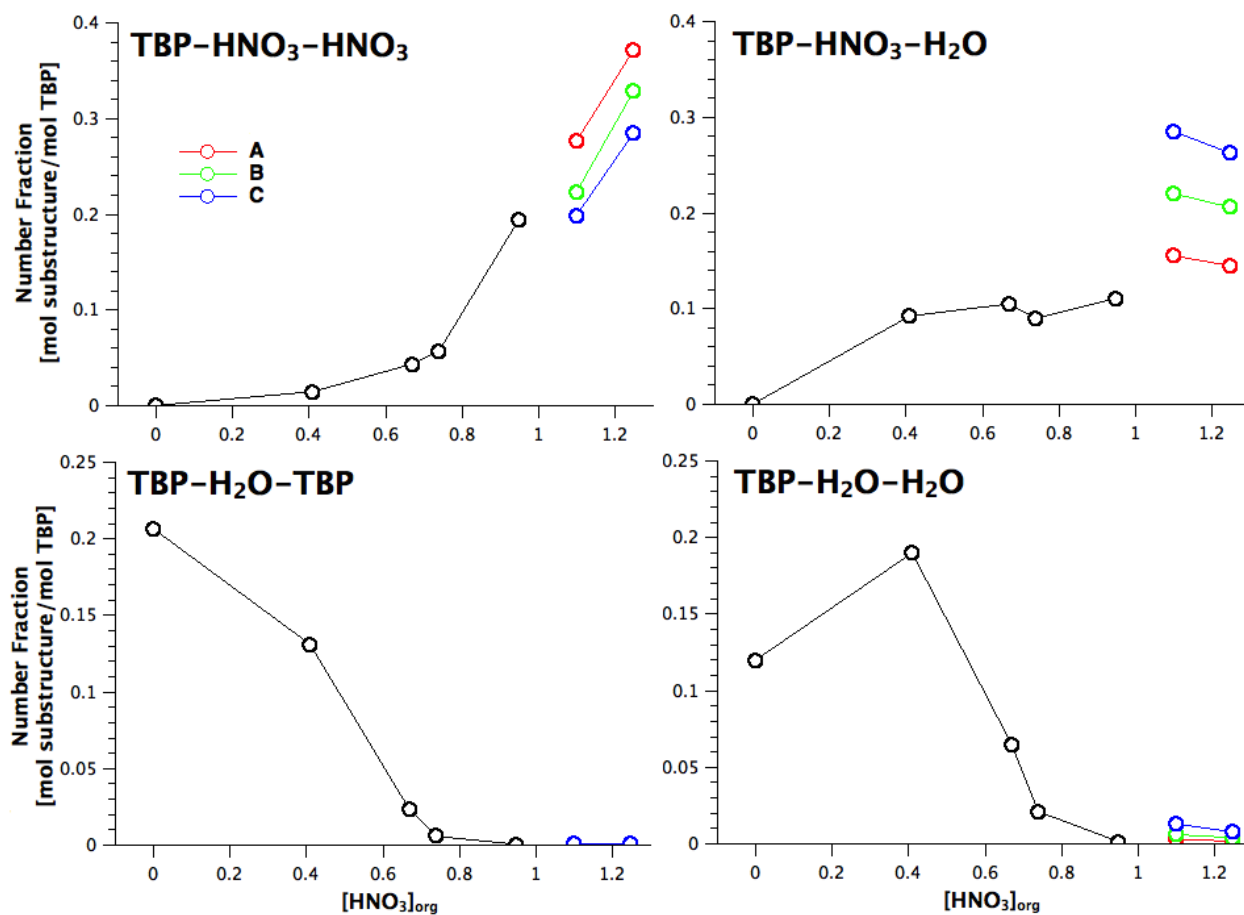 TBP–HNO₃–HNO₃
Number Fraction
[mol substructure/mol TBP]
0.4
0.3
0.2
0.1
0
A
B
C
0 0.2 0.4 0.6 0.8 1 1.2
TBP–HNO₃–H₂O
0.4
0.3
0.2
0.1
0
0 0.2 0.4 0.6 0.8 1 1.2
TBP–H₂O–TBP
Number Fraction
[mol substructure/mol TBP]
0.25
0.2
0.15
0.1
0.05
0
0 0.2 0.4 0.6 0.8 1 1.2
[HNO₃]org
TBP–H₂O–H₂O
0.25
0.2
0.15
0.1
0.05
0
0 0.2 0.4 0.6 0.8 1 1.2
[HNO₃]org